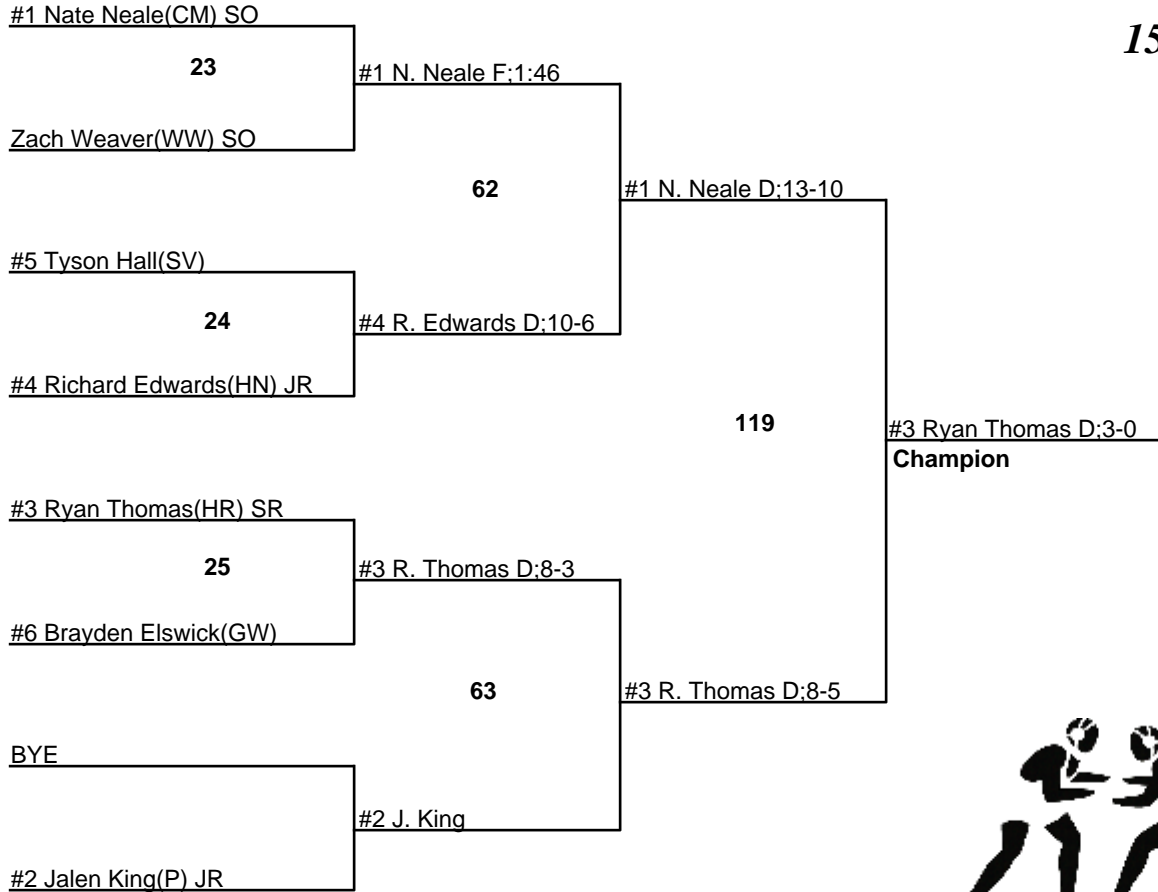 #1 Nate Neale(CM) SO
15
23
#1 N. Neale F;1:46
Zach Weaver(WW) SO
62
#1 N. Neale D;13-10
#5 Tyson Hall(SV)
24
#4 R. Edwards D;10-6
#4 Richard Edwards(HN) JR
119
#3 Ryan Thomas D;3-0
Champion
#3 Ryan Thomas(HR) SR
25
#3 R. Thomas D;8-3
#6 Brayden Elswick(GW)
63
#3 R. Thomas D;8-5
BYE
#2 J. King
#2 Jalen King(P) JR